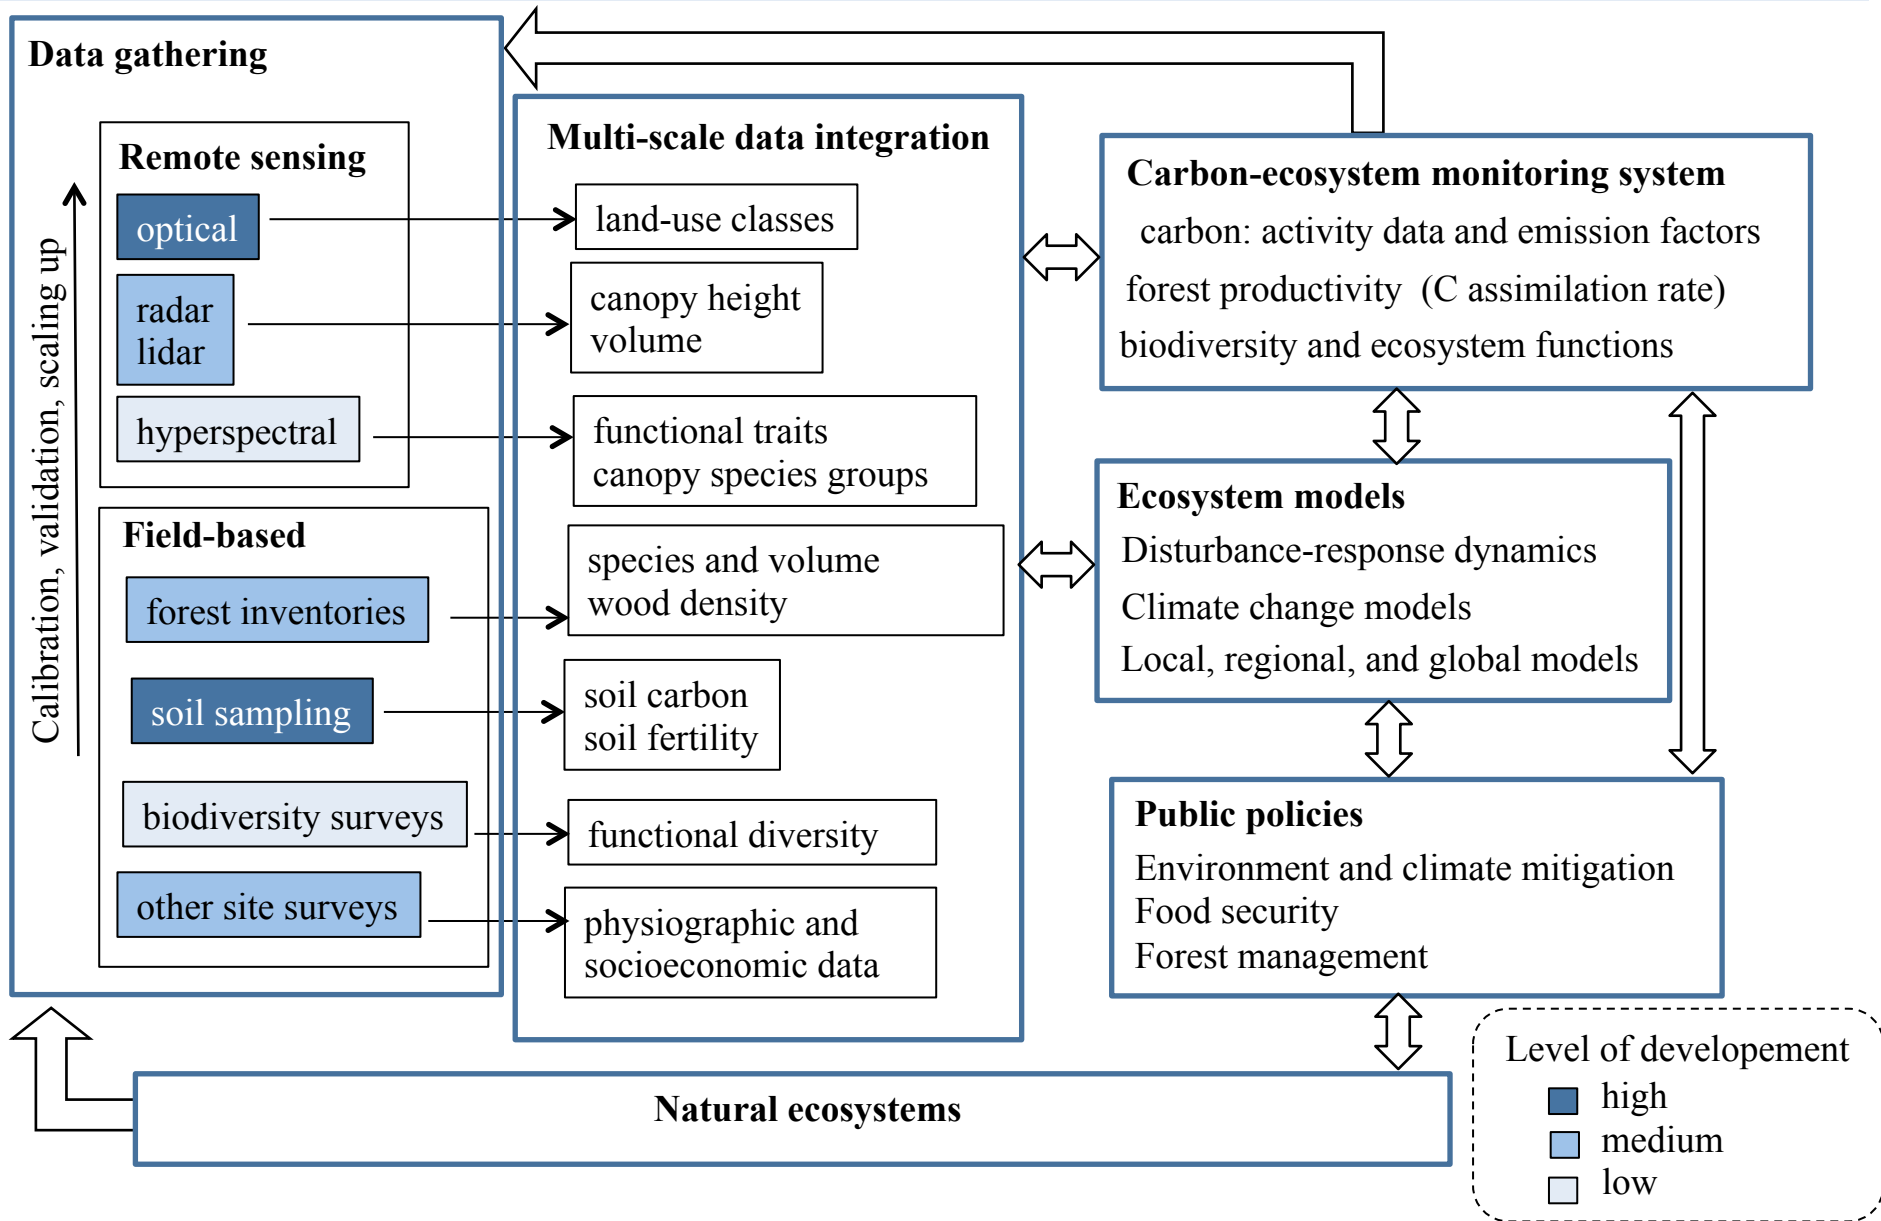 Data gathering
Calibration, validation, scaling up
Remote sensing
optical
radar
lidar
hyperspectral
Field-based
forest inventories
soil sampling
biodiversity surveys
other site surveys
Multi-scale data integration
land-use classes
canopy height
volume
functional traits
canopy species groups
species and volume
wood density
soil carbon
soil fertility
functional diversity
physiographic and
socioeconomic data
Carbon-ecosystem monitoring system
carbon: activity data and emission factors
forest productivity (C assimilation rate)
biodiversity and ecosystem functions
Ecosystem models
Disturbance-response dynamics
Climate change models
Local, regional, and global models
Public policies
Environment and climate mitigation
Food security
Forest management
Natural ecosystems
Level of developement
high
medium
low